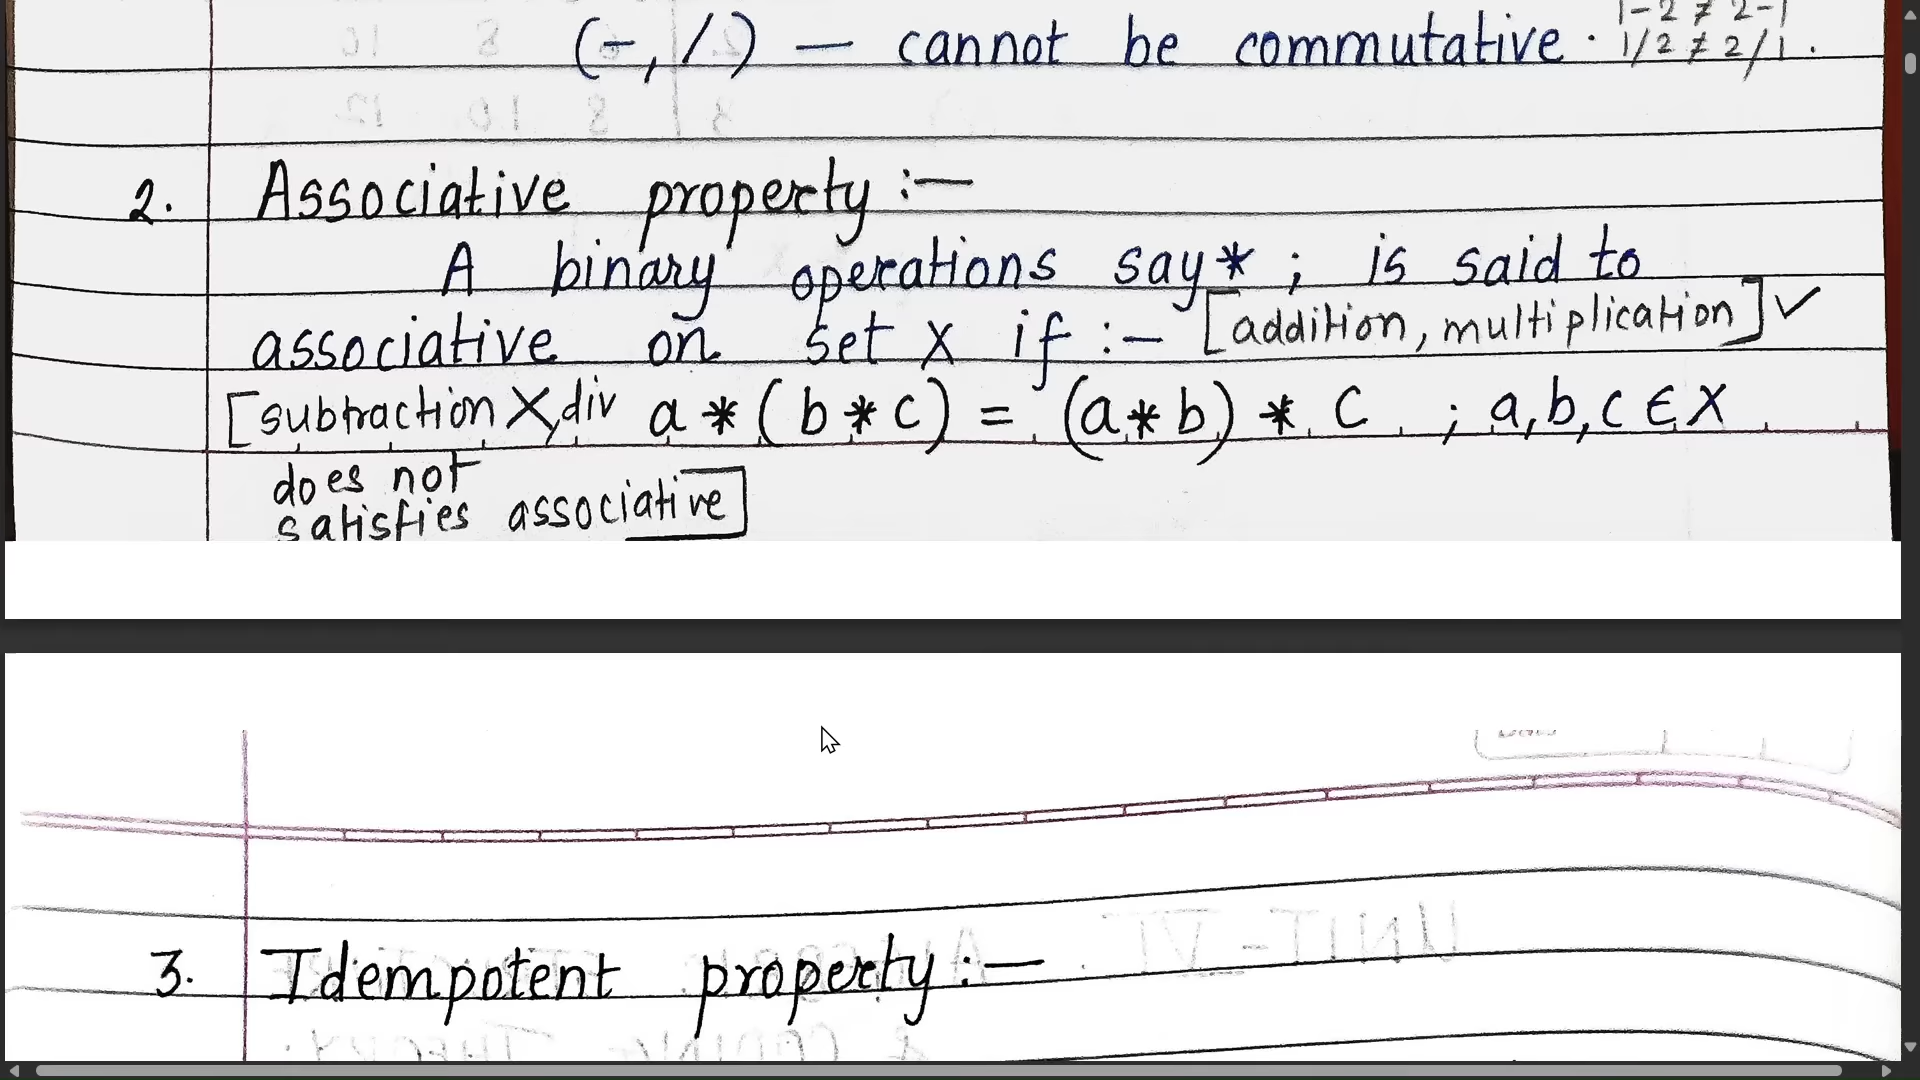 (-, /) — cannot be commutative. 1-2 ≠ 2-1
1/2 ≠ 2/1.
2. Associative property :—
A binary operations say * ; is said to
associative on set X if :- [addition, multiplication] ✓
[subtraction X, div a * (b * c) = (a * b) * c ; a, b, c ∈ X
does not
satisfies associative]
3. Idempotent property :—